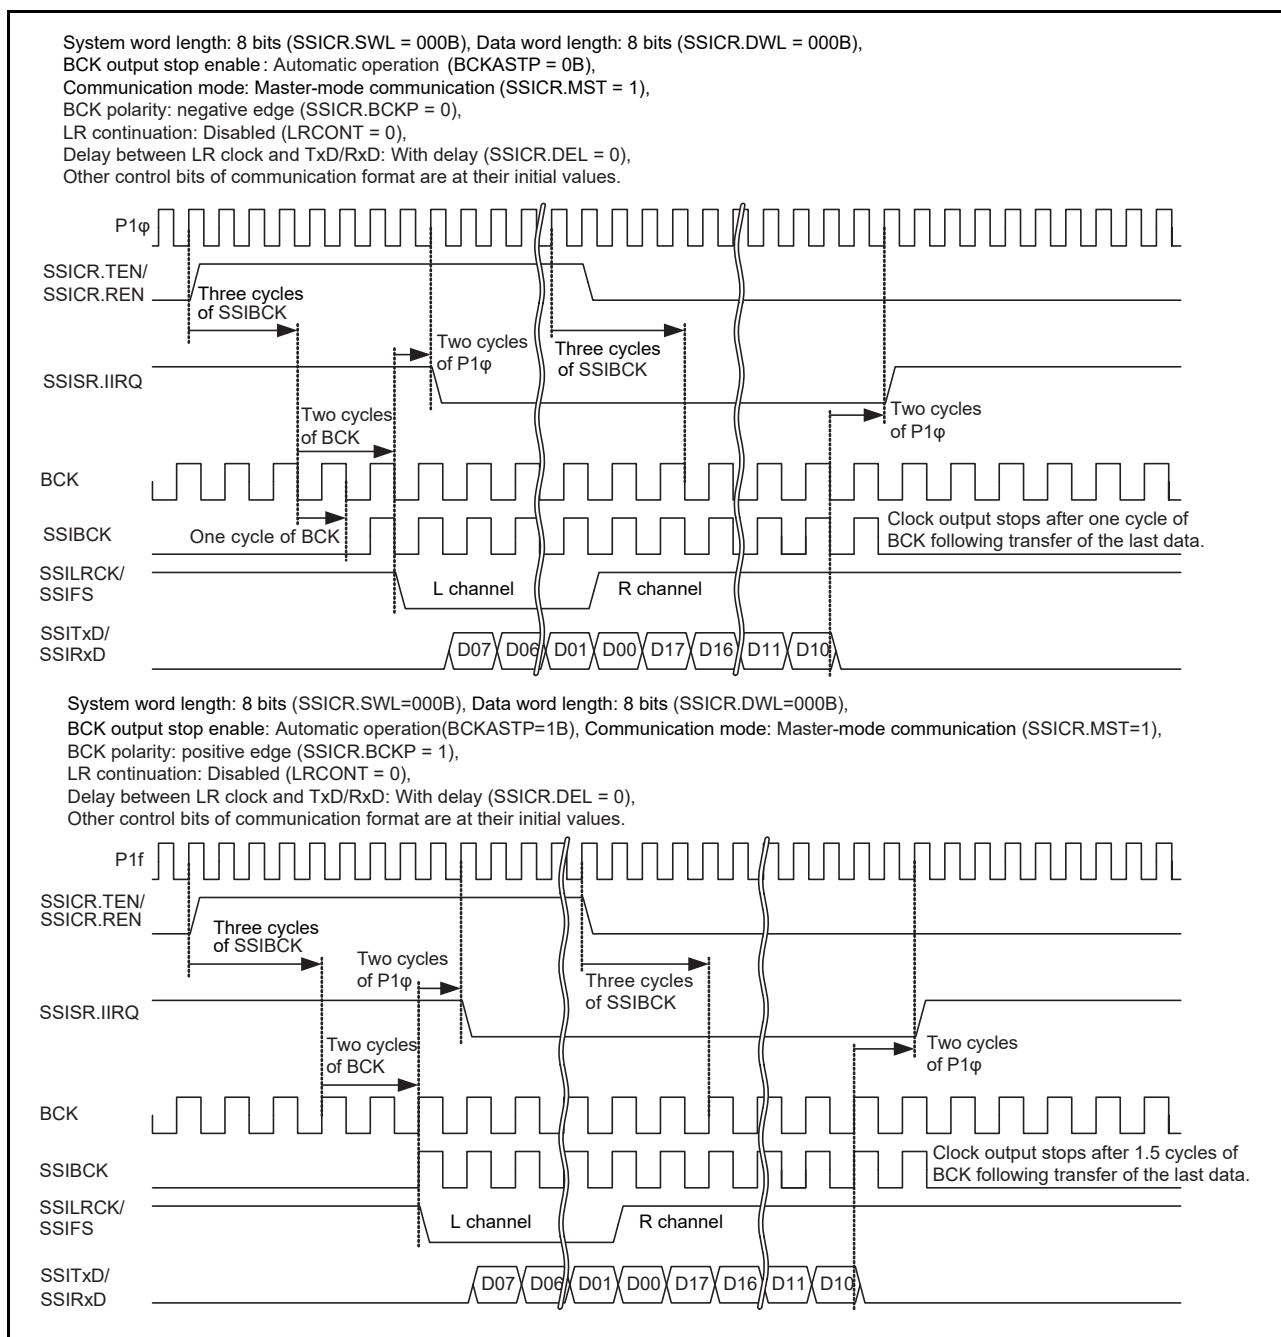 System word length: 8 bits (SSICR.SWL = 000B), Data word length: 8 bits (SSICR.DWL = 000B),
BCK output stop enable : Automatic operation (BCKASTP = 0B),
Communication mode: Master-mode communication (SSICR.MST = 1),
BCK polarity: negative edge (SSICR.BCKP = 0),
LR continuation: Disabled (LRCONT = 0),
Delay between LR clock and TxD/RxD: With delay (SSICR.DEL = 0),
Other control bits of communication format are at their initial values.
P1φ
SSICR.TEN/
SSICR.REN
Three cycles
of SSIBCK
Two cycles
of P1φ
Three cycles
of SSIBCK
SSISR.IIRQ
Two cycles
of BCK
Two cycles
of P1φ
BCK
SSIBCK
One cycle of BCK
Clock output stops after one cycle of
BCK following transfer of the last data.
SSILRCK/
SSIFS
L channel
R channel
SSITxD/
SSIRxD
D07 D06 D01 D00 D17 D16 D11 D10
System word length: 8 bits (SSICR.SWL=000B), Data word length: 8 bits (SSICR.DWL=000B),
BCK output stop enable: Automatic operation(BCKASTP=1B), Communication mode: Master-mode communication (SSICR.MST=1),
BCK polarity: positive edge (SSICR.BCKP = 1),
LR continuation: Disabled (LRCONT = 0),
Delay between LR clock and TxD/RxD: With delay (SSICR.DEL = 0),
Other control bits of communication format are at their initial values.
P1f
SSICR.TEN/
SSICR.REN
Three cycles
of SSIBCK
Two cycles
of P1φ
Three cycles
of SSIBCK
SSISR.IIRQ
Two cycles
of BCK
Two cycles
of P1φ
BCK
SSIBCK
Clock output stops after 1.5 cycles of
BCK following transfer of the last data.
SSILRCK/
SSIFS
L channel
R channel
SSITxD/
SSIRxD
D07 D06 D01 D00 D17 D16 D11 D10